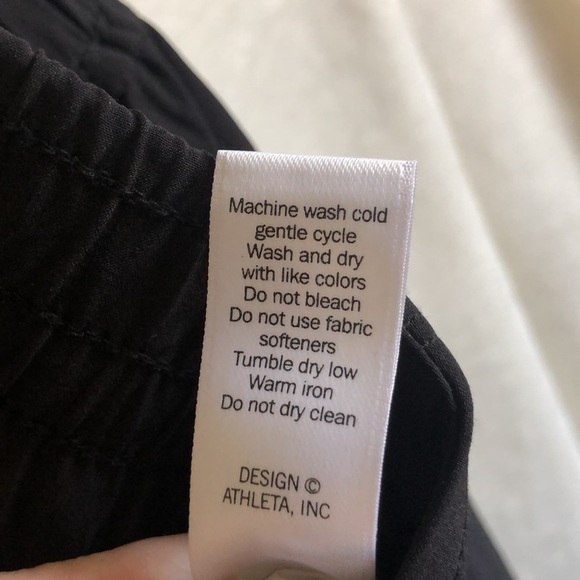 Machine wash cold
gentle cycle
Wash and dry
with like colors
Do not bleach
Do not use fabric
softeners
Tumble dry low
Warm iron
Do not dry clean
DESIGN ©
ATHLETA, INC